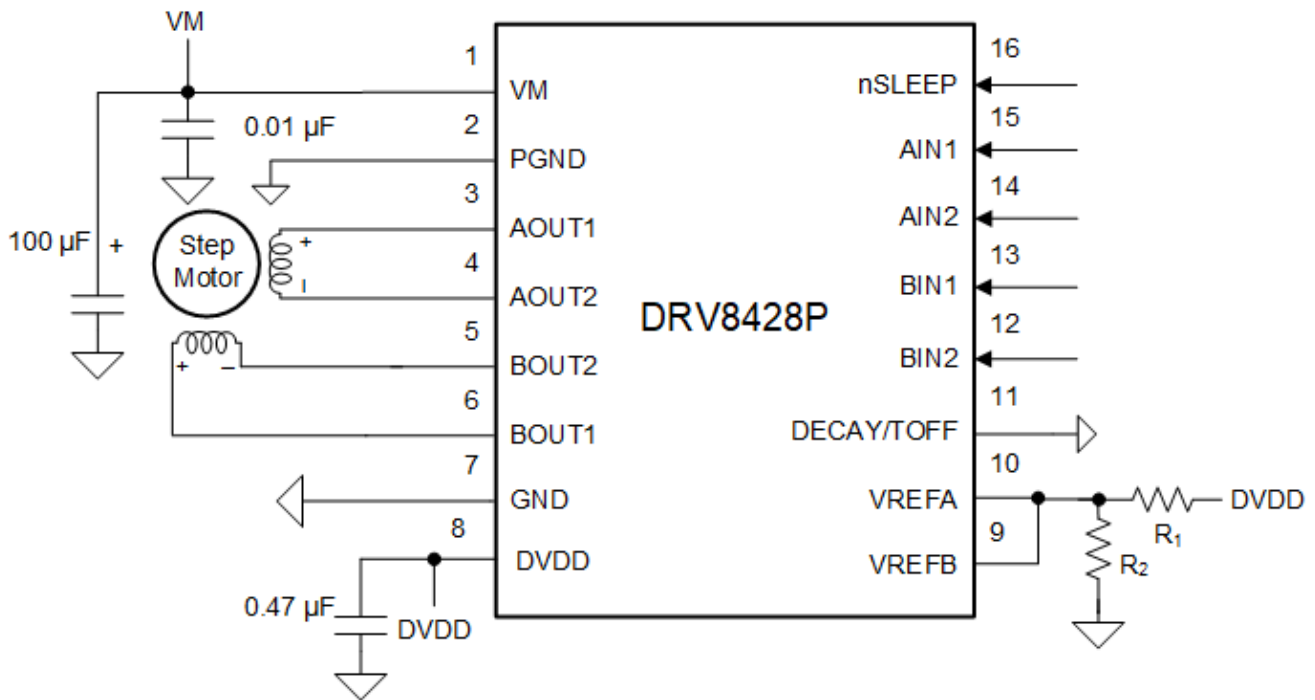 VM
0.01 µF
100 µF +
Step
Motor
+
−
+ −
0.47 µF
DVDD
1
VM
2
PGND
3
AOUT1
4
AOUT2
5
BOUT2
6
BOUT1
7
GND
8
DVDD
DRV8428P
16
nSLEEP
15
AIN1
14
AIN2
13
BIN1
12
BIN2
11
DECAY/TOFF
10
VREFA
9
VREFB
R1
DVDD
R2